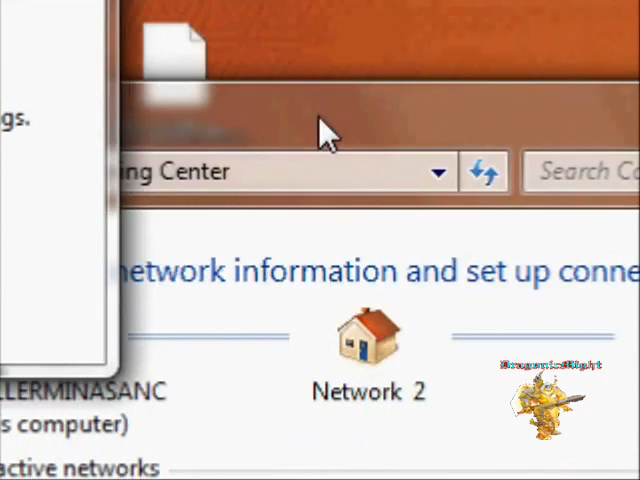 gs.
ing Center
Search Co
network information and set up conne
Network 2
LLERMINASANC
s computer)
active networks